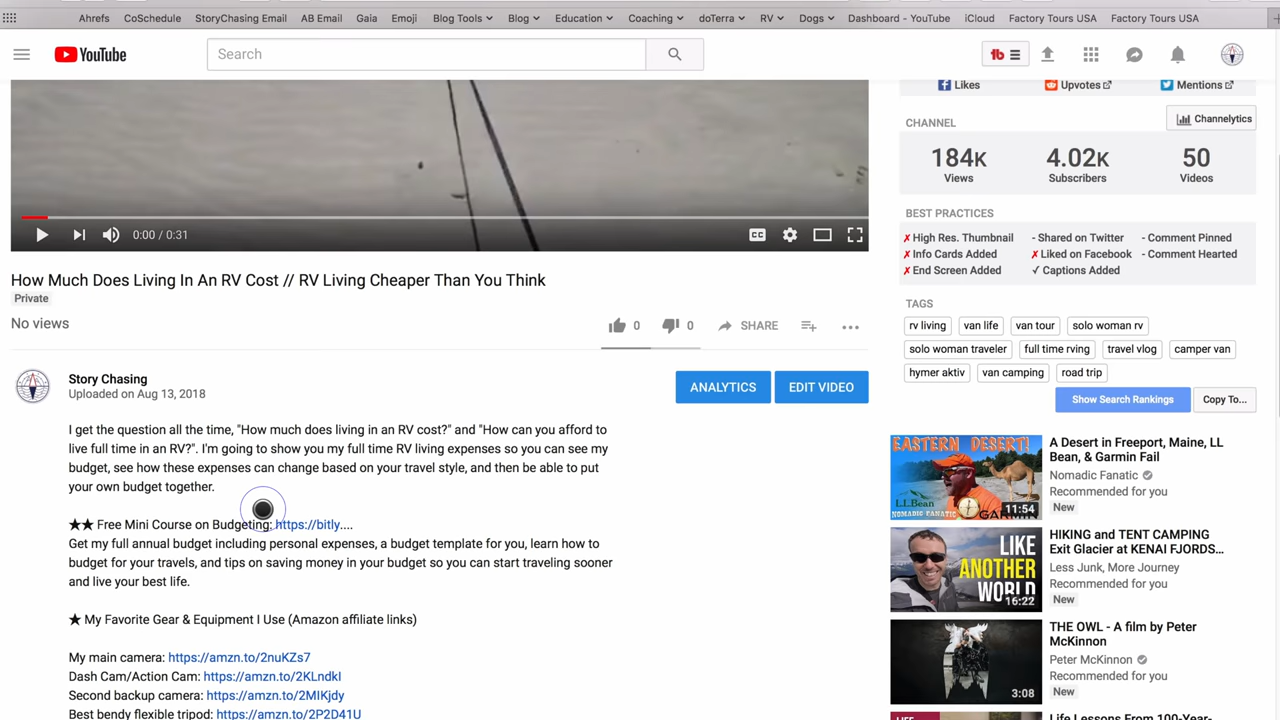 Ahrefs CoSchedule StoryChasing Email AB Email Gaia Emoji Blog Tools Blog Education Coaching doTerra RV Dogs Dashboard - YouTube iCloud Factory Tours USA Factory Tours USA
YouTube
Search
tb
Likes Upvotes Mentions
CHANNEL
Channelytics
184K 4.02K 50
Views Subscribers Videos
BEST PRACTICES
✗ High Res. Thumbnail - Shared on Twitter - Comment Pinned
✗ Info Cards Added ✗ Liked on Facebook - Comment Hearted
✗ End Screen Added ✓ Captions Added
TAGS
rv living van life van tour solo woman rv
solo woman traveler full time rving travel vlog camper van
hymer aktiv van camping road trip
Show Search Rankings Copy To...
0:00 / 0:31
CC
How Much Does Living In An RV Cost // RV Living Cheaper Than You Think
Private
No views
0 0 SHARE
Story Chasing
Uploaded on Aug 13, 2018
ANALYTICS EDIT VIDEO
I get the question all the time, "How much does living in an RV cost?" and "How can you afford to
live full time in an RV?". I'm going to show you my full time RV living expenses so you can see my
budget, see how these expenses can change based on your travel style, and then be able to put
your own budget together.
★★ Free Mini Course on Budgeting: https://bitly....
Get my full annual budget including personal expenses, a budget template for you, learn how to
budget for your travels, and tips on saving money in your budget so you can start traveling sooner
and live your best life.
★ My Favorite Gear & Equipment I Use (Amazon affiliate links)
My main camera: https://amzn.to/2nuKZs7
Dash Cam/Action Cam: https://amzn.to/2KLndkI
Second backup camera: https://amzn.to/2MIKjdy
Best bendy flexible tripod: https://amzn.to/2P2D41U
EASTERN DESERT!
L.L.Bean
NOMADIC FANATIC
11:54
A Desert in Freeport, Maine, LL
Bean, & Garmin Fail
Nomadic Fanatic
Recommended for you
New
LIKE
ANOTHER
WORLD
16:22
HIKING and TENT CAMPING
Exit Glacier at KENAI FJORDS...
Less Junk, More Journey
Recommended for you
New
3:08
THE OWL - A film by Peter
McKinnon
Peter McKinnon
Recommended for you
New
Life Lessons From 100-Year-